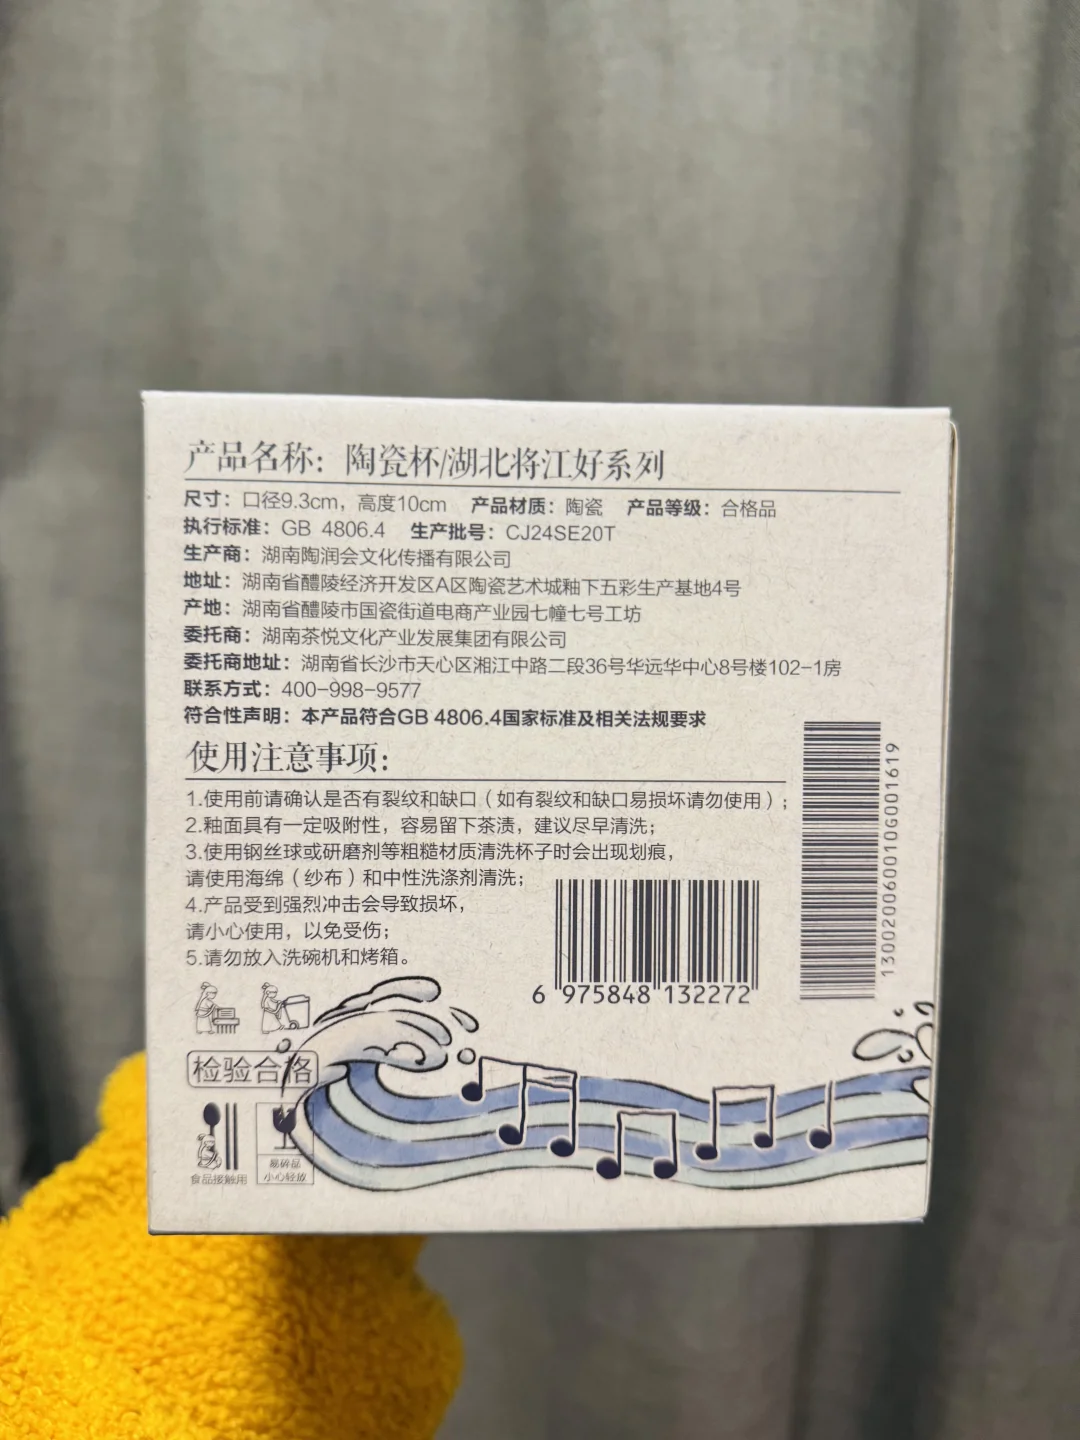 产品名称：陶瓷杯/湖北将江好系列
尺寸：口径9.3cm，高度10cm 产品材质：陶瓷 产品等级：合格品
执行标准：GB 4806.4 生产批号：CJ24SE20T
生产商：湖南陶润会文化传播有限公司
地址：湖南省醴陵经济开发区A区陶瓷艺术城釉下五彩生产基地4号
产地：湖南省醴陵市国瓷街道电商产业园七幢七号工坊
委托商：湖南茶悦文化产业发展集团有限公司
委托商地址：湖南省长沙市天心区湘江中路二段36号华远华中心8号楼102-1房
联系方式：400-998-9577
符合性声明：本产品符合GB 4806.4国家标准及相关法规要求
使用注意事项：
1.使用前请确认是否有裂纹和缺口（如有裂纹和缺口易损坏请勿使用）；
2.釉面具有一定吸附性，容易留下茶渍，建议尽早清洗；
3.使用钢丝球或研磨剂等粗糙材质清洗杯子时会出现划痕，
请使用海绵（纱布）和中性洗涤剂清洗；
4.产品受到强烈冲击会导致损坏，
请小心使用，以免受伤；
5.请勿放入洗碗机和烤箱。
6 975848 132272
130020060010G001619
检验合格
食品接触用
易碎品
小心轻放